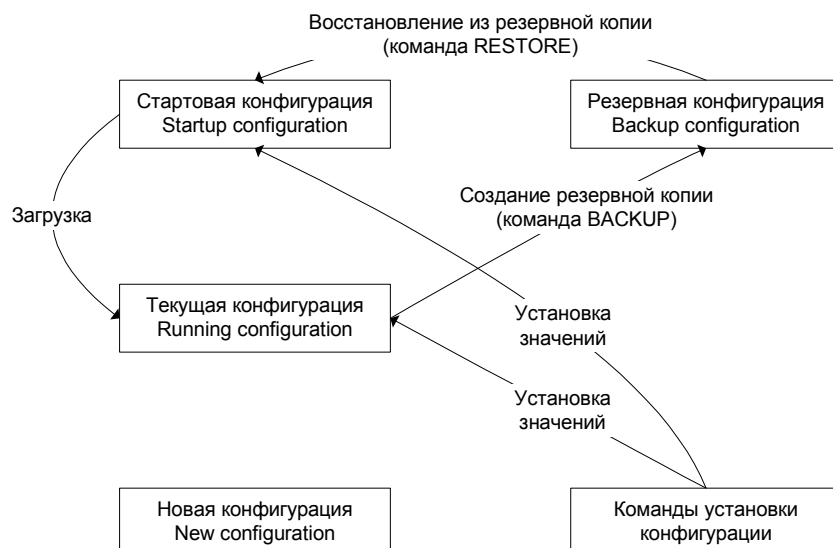 Восстановление из резервной копии
(команда RESTORE)
Стартовая конфигурация
Startup configuration
Резервная конфигурация
Backup configuration
Создание резервной копии
(команда BACKUP)
Загрузка
Текущая конфигурация
Running configuration
Установка
значений
Установка
значений
Новая конфигурация
New configuration
Команды установки
конфигурации